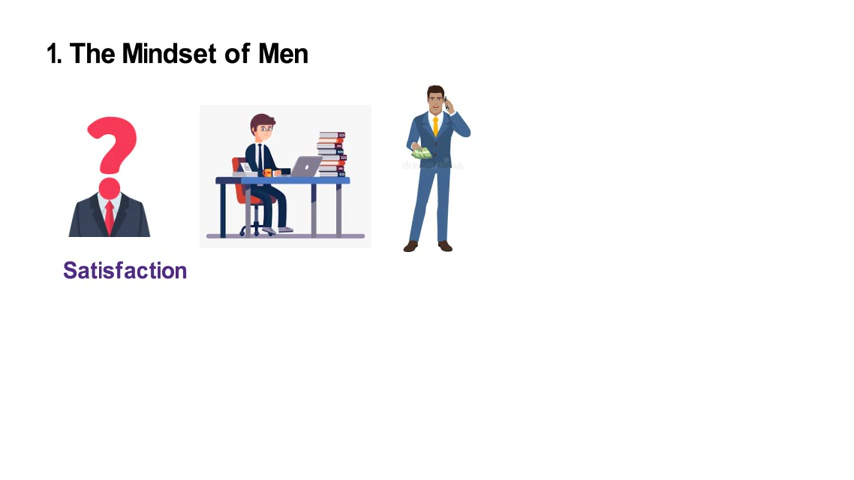 1. The Mindset of Men
Satisfaction